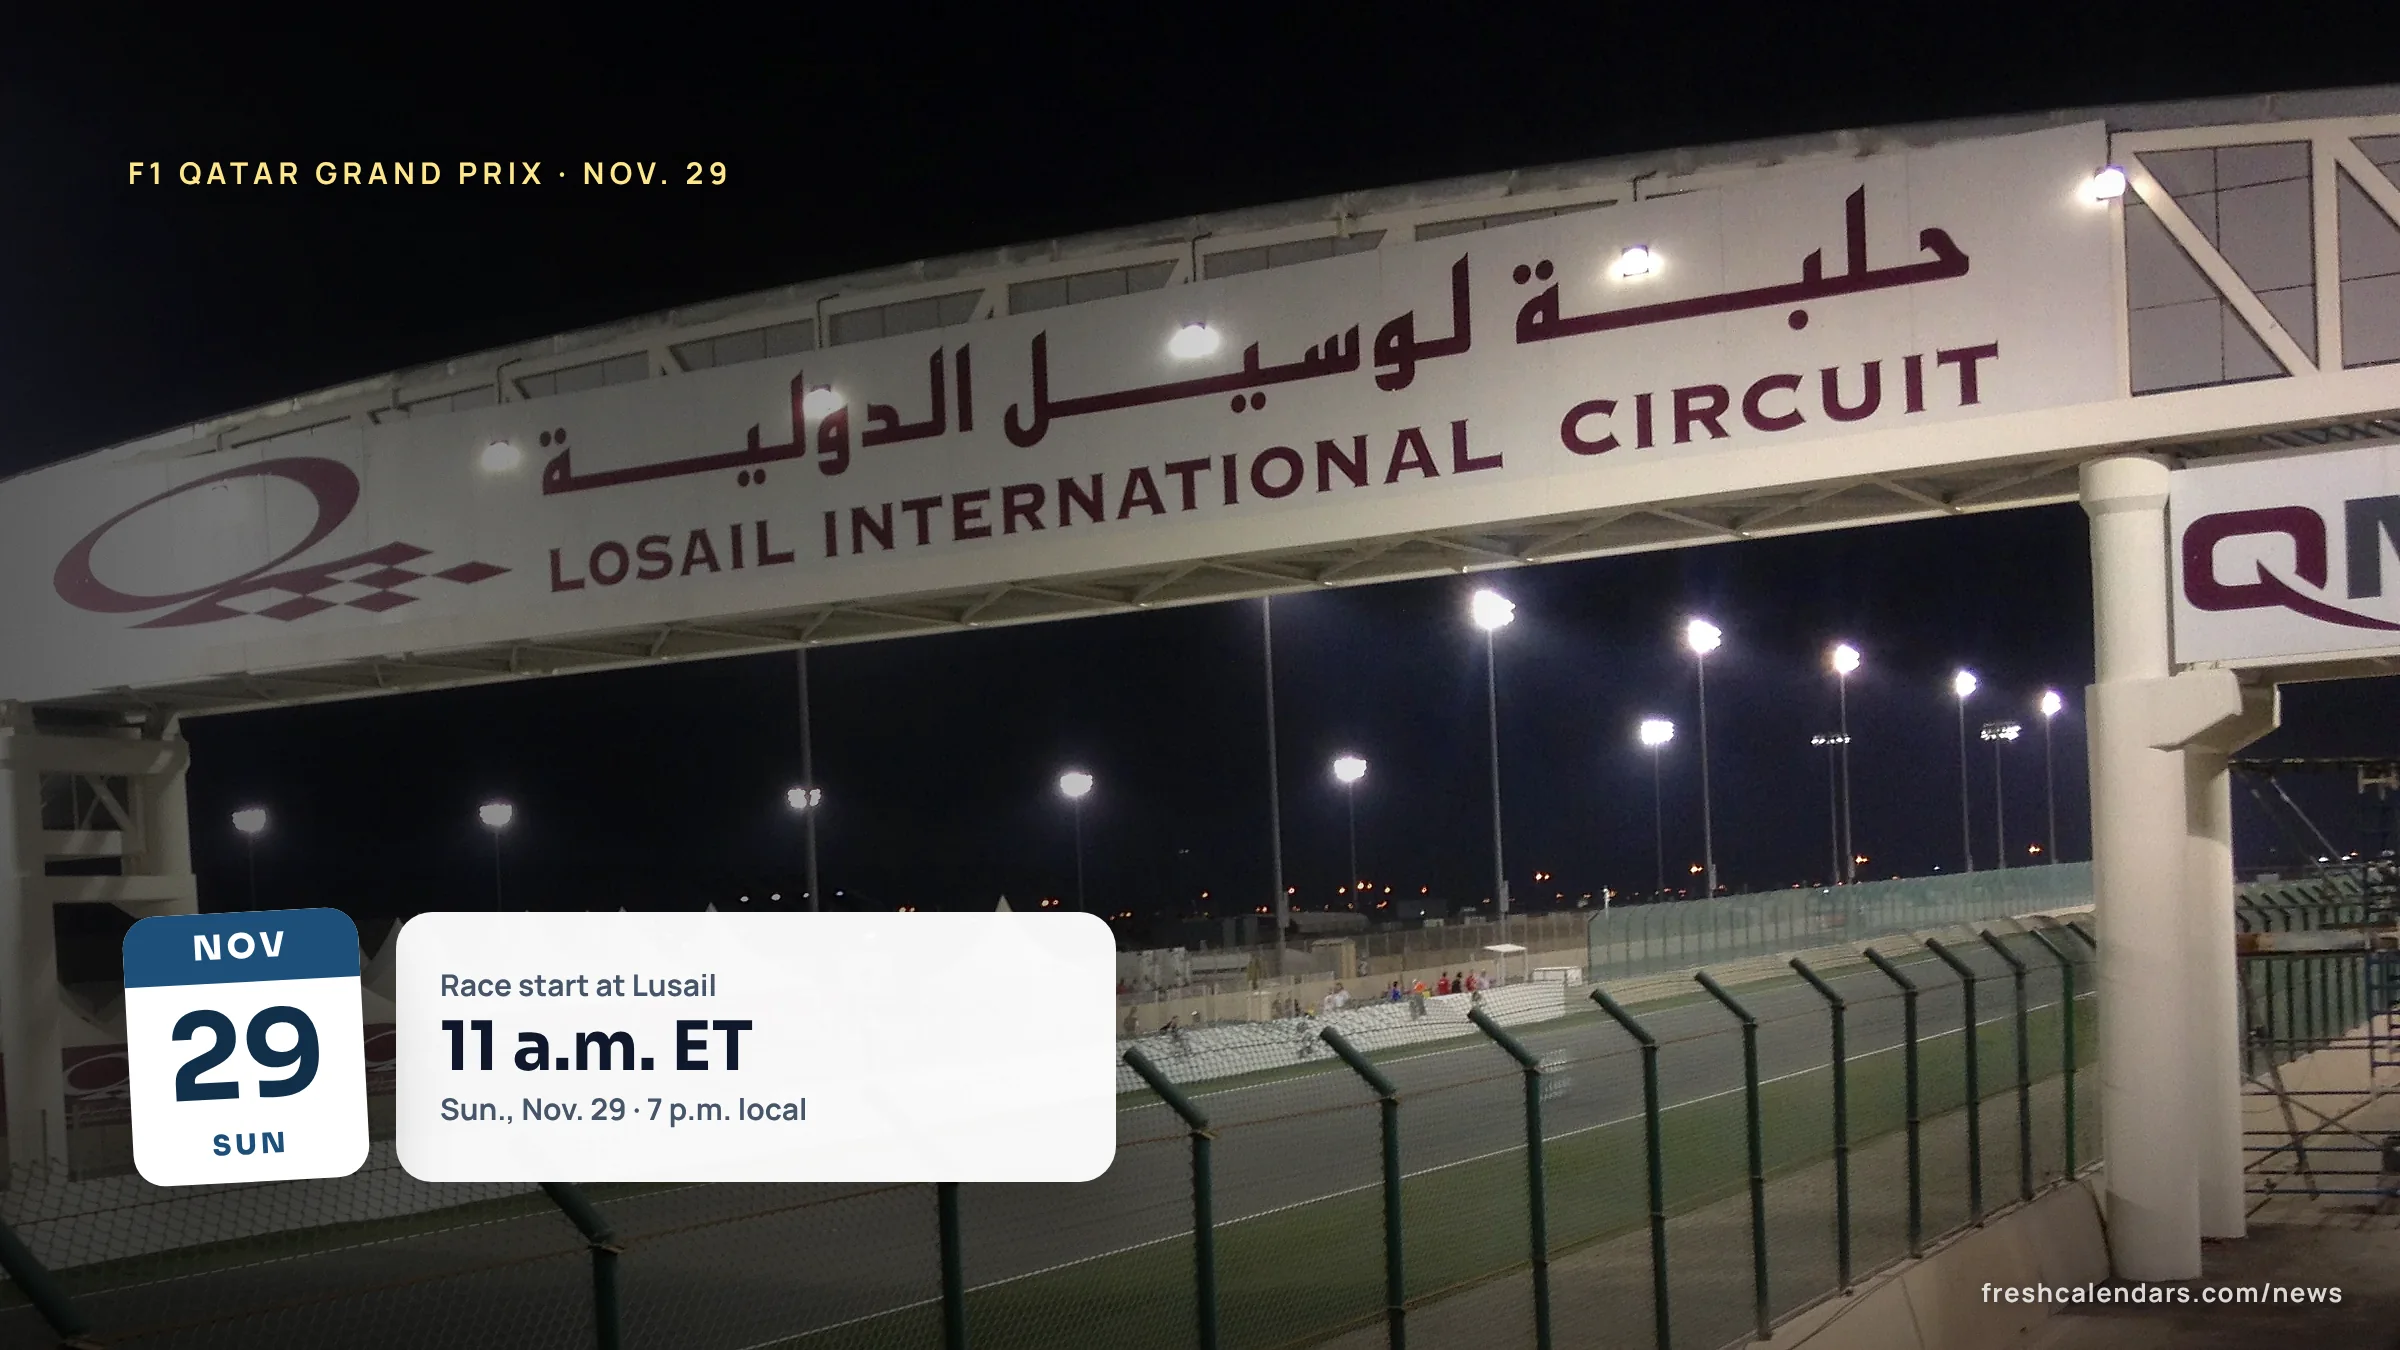 F1 QATAR GRAND PRIX · NOV. 29
حلبة لوسيل الدولية
LOSAIL INTERNATIONAL CIRCUIT
NOV
29
SUN
Race start at Lusail
11 a.m. ET
Sun., Nov. 29 · 7 p.m. local
freshcalendars.com/news